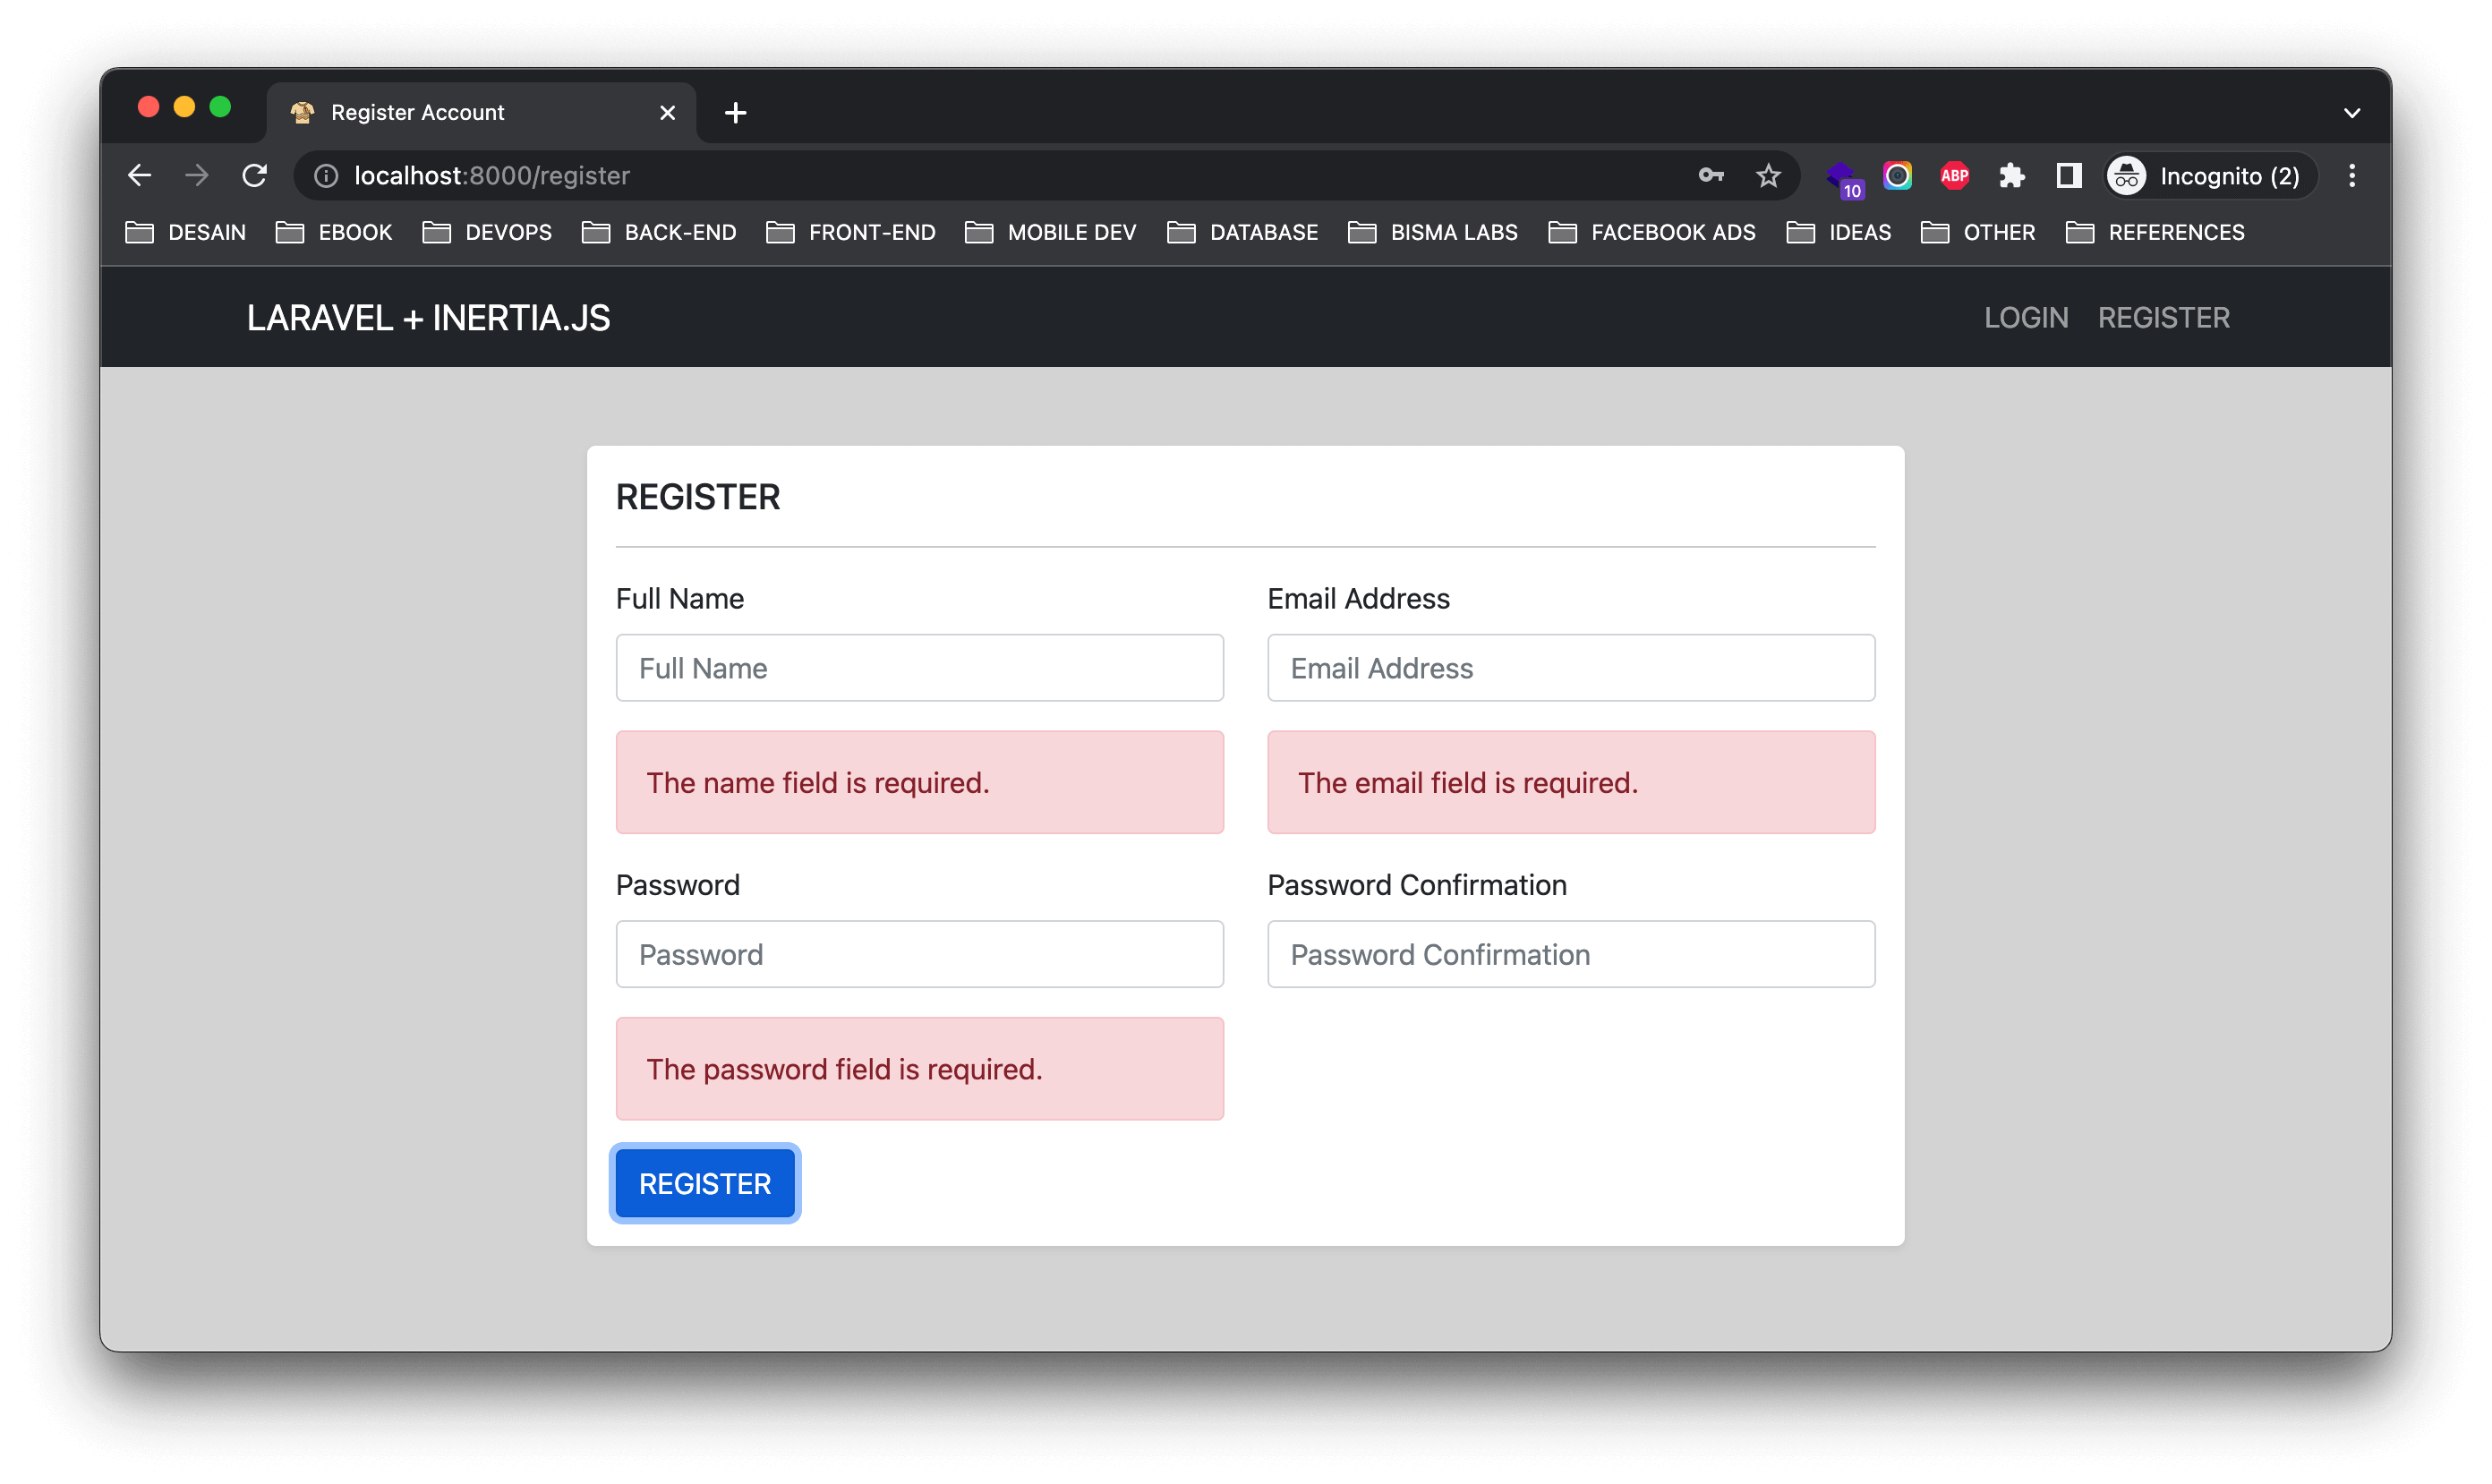 Register Account
localhost:8000/register
10
ABP
Incognito (2)
DESAIN EBOOK DEVOPS BACK-END FRONT-END MOBILE DEV DATABASE BISMA LABS FACEBOOK ADS IDEAS OTHER REFERENCES
LARAVEL + INERTIA.JS
LOGIN REGISTER
REGISTER
Full Name Email Address
Full Name Email Address
The name field is required. The email field is required.
Password Password Confirmation
Password Password Confirmation
The password field is required.
REGISTER